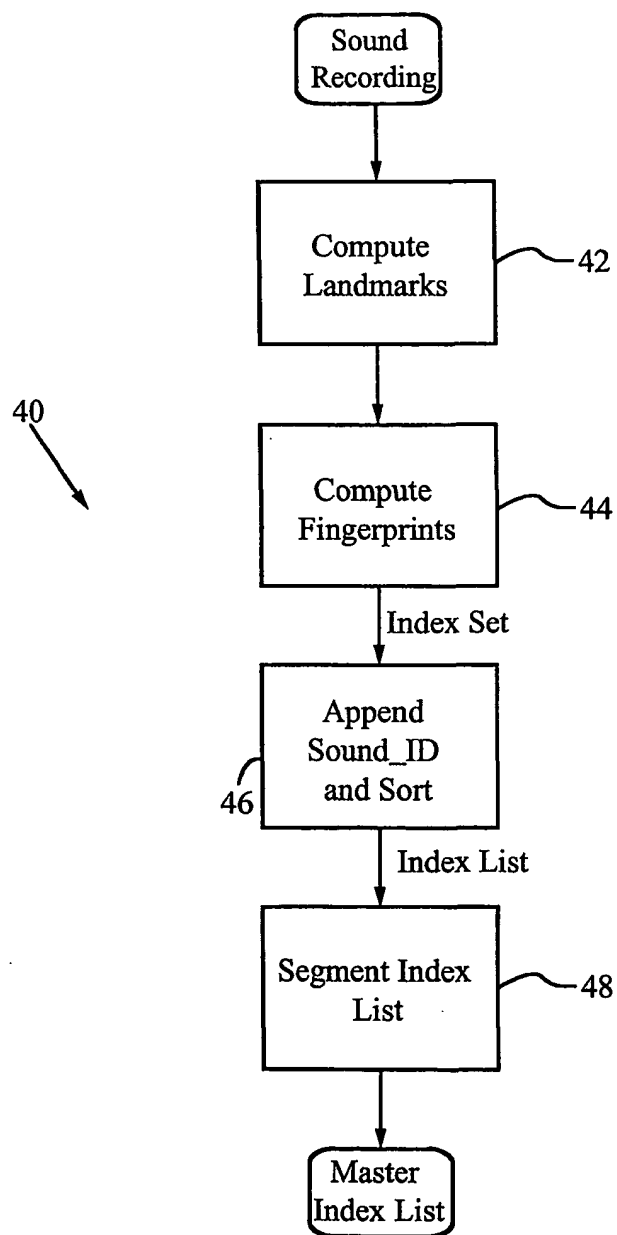 Sound
Recording
Compute
Landmarks
42
40
Compute
Fingerprints
44
Index Set
Append
Sound_ID
and Sort
46
Index List
Segment Index
List
48
Master
Index List